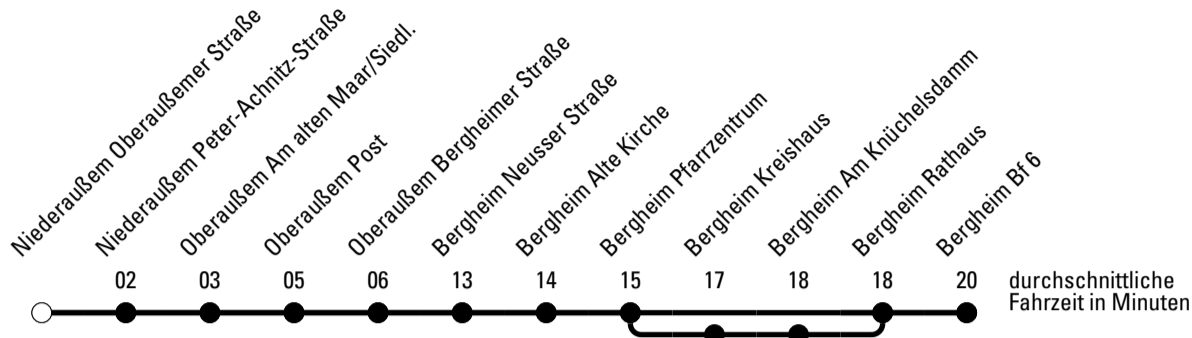 Niederaußem Oberaußemer Straße
Niederaußem Peter-Achnitz-Straße
Oberaußem Am alten Maar/Siedl.
Oberaußem Post
Oberaußem Bergheimer Straße
Bergheim Neusser Straße
Bergheim Alte Kirche
Bergheim Pfarrzentrum
Bergheim Kreishaus
Bergheim Am Knüchelsdamm
Bergheim Rathaus
Bergheim Bf 6
02 03 05 06 13 14 15 17 18 18 20
durchschnittliche
Fahrzeit in Minuten